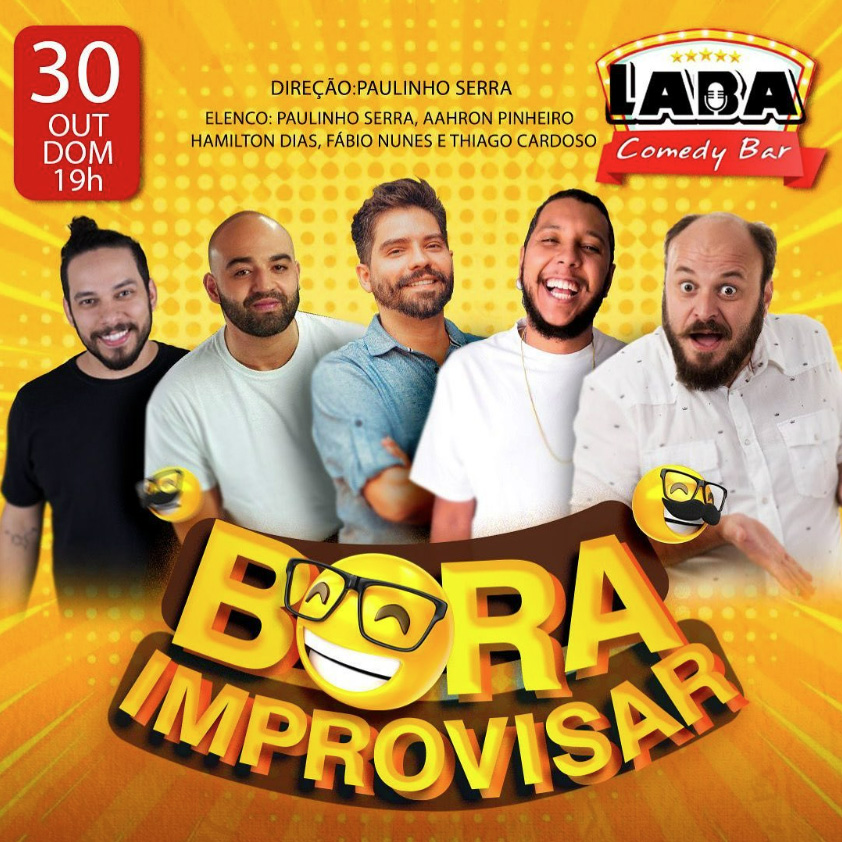 30
OUT
DOM
19h
DIREÇÃO:PAULINHO SERRA
ELENCO: PAULINHO SERRA, AAHRON PINHEIRO
HAMILTON DIAS, FÁBIO NUNES E THIAGO CARDOSO
LABA
Comedy Bar
BORA
IMPROVISAR